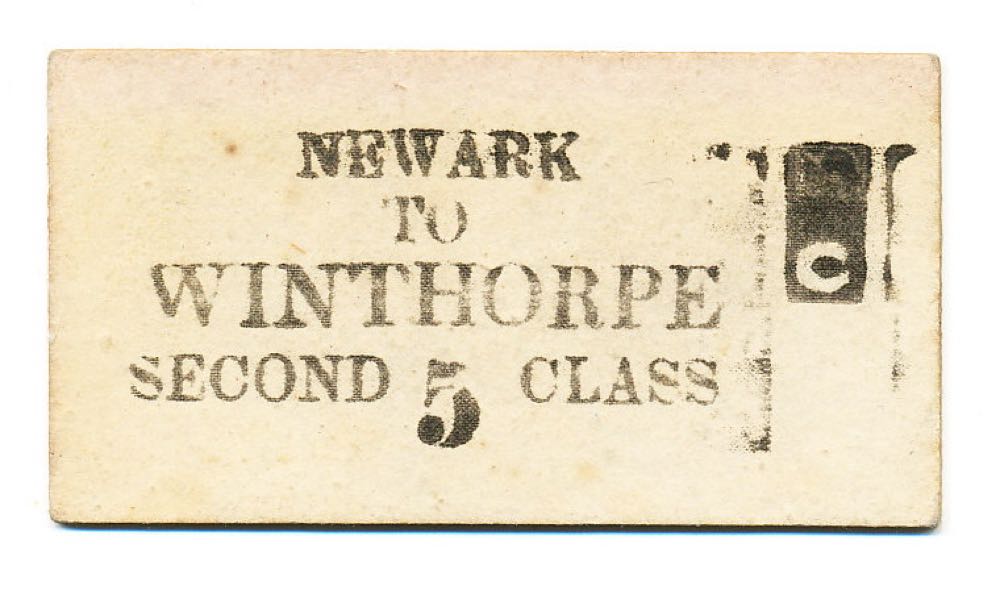 NEWARK
TO
WINTHORPE
SECOND 5 CLASS
C